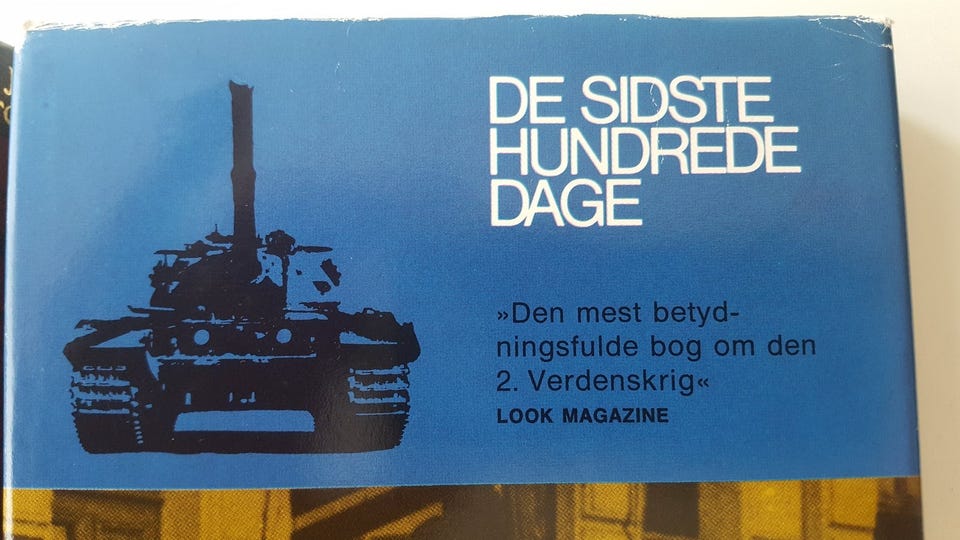 DE SIDSTE
HUNDREDE
DAGE
»Den mest betyd-
ningsfulde bog om den
2. Verdenskrig«
LOOK MAGAZINE